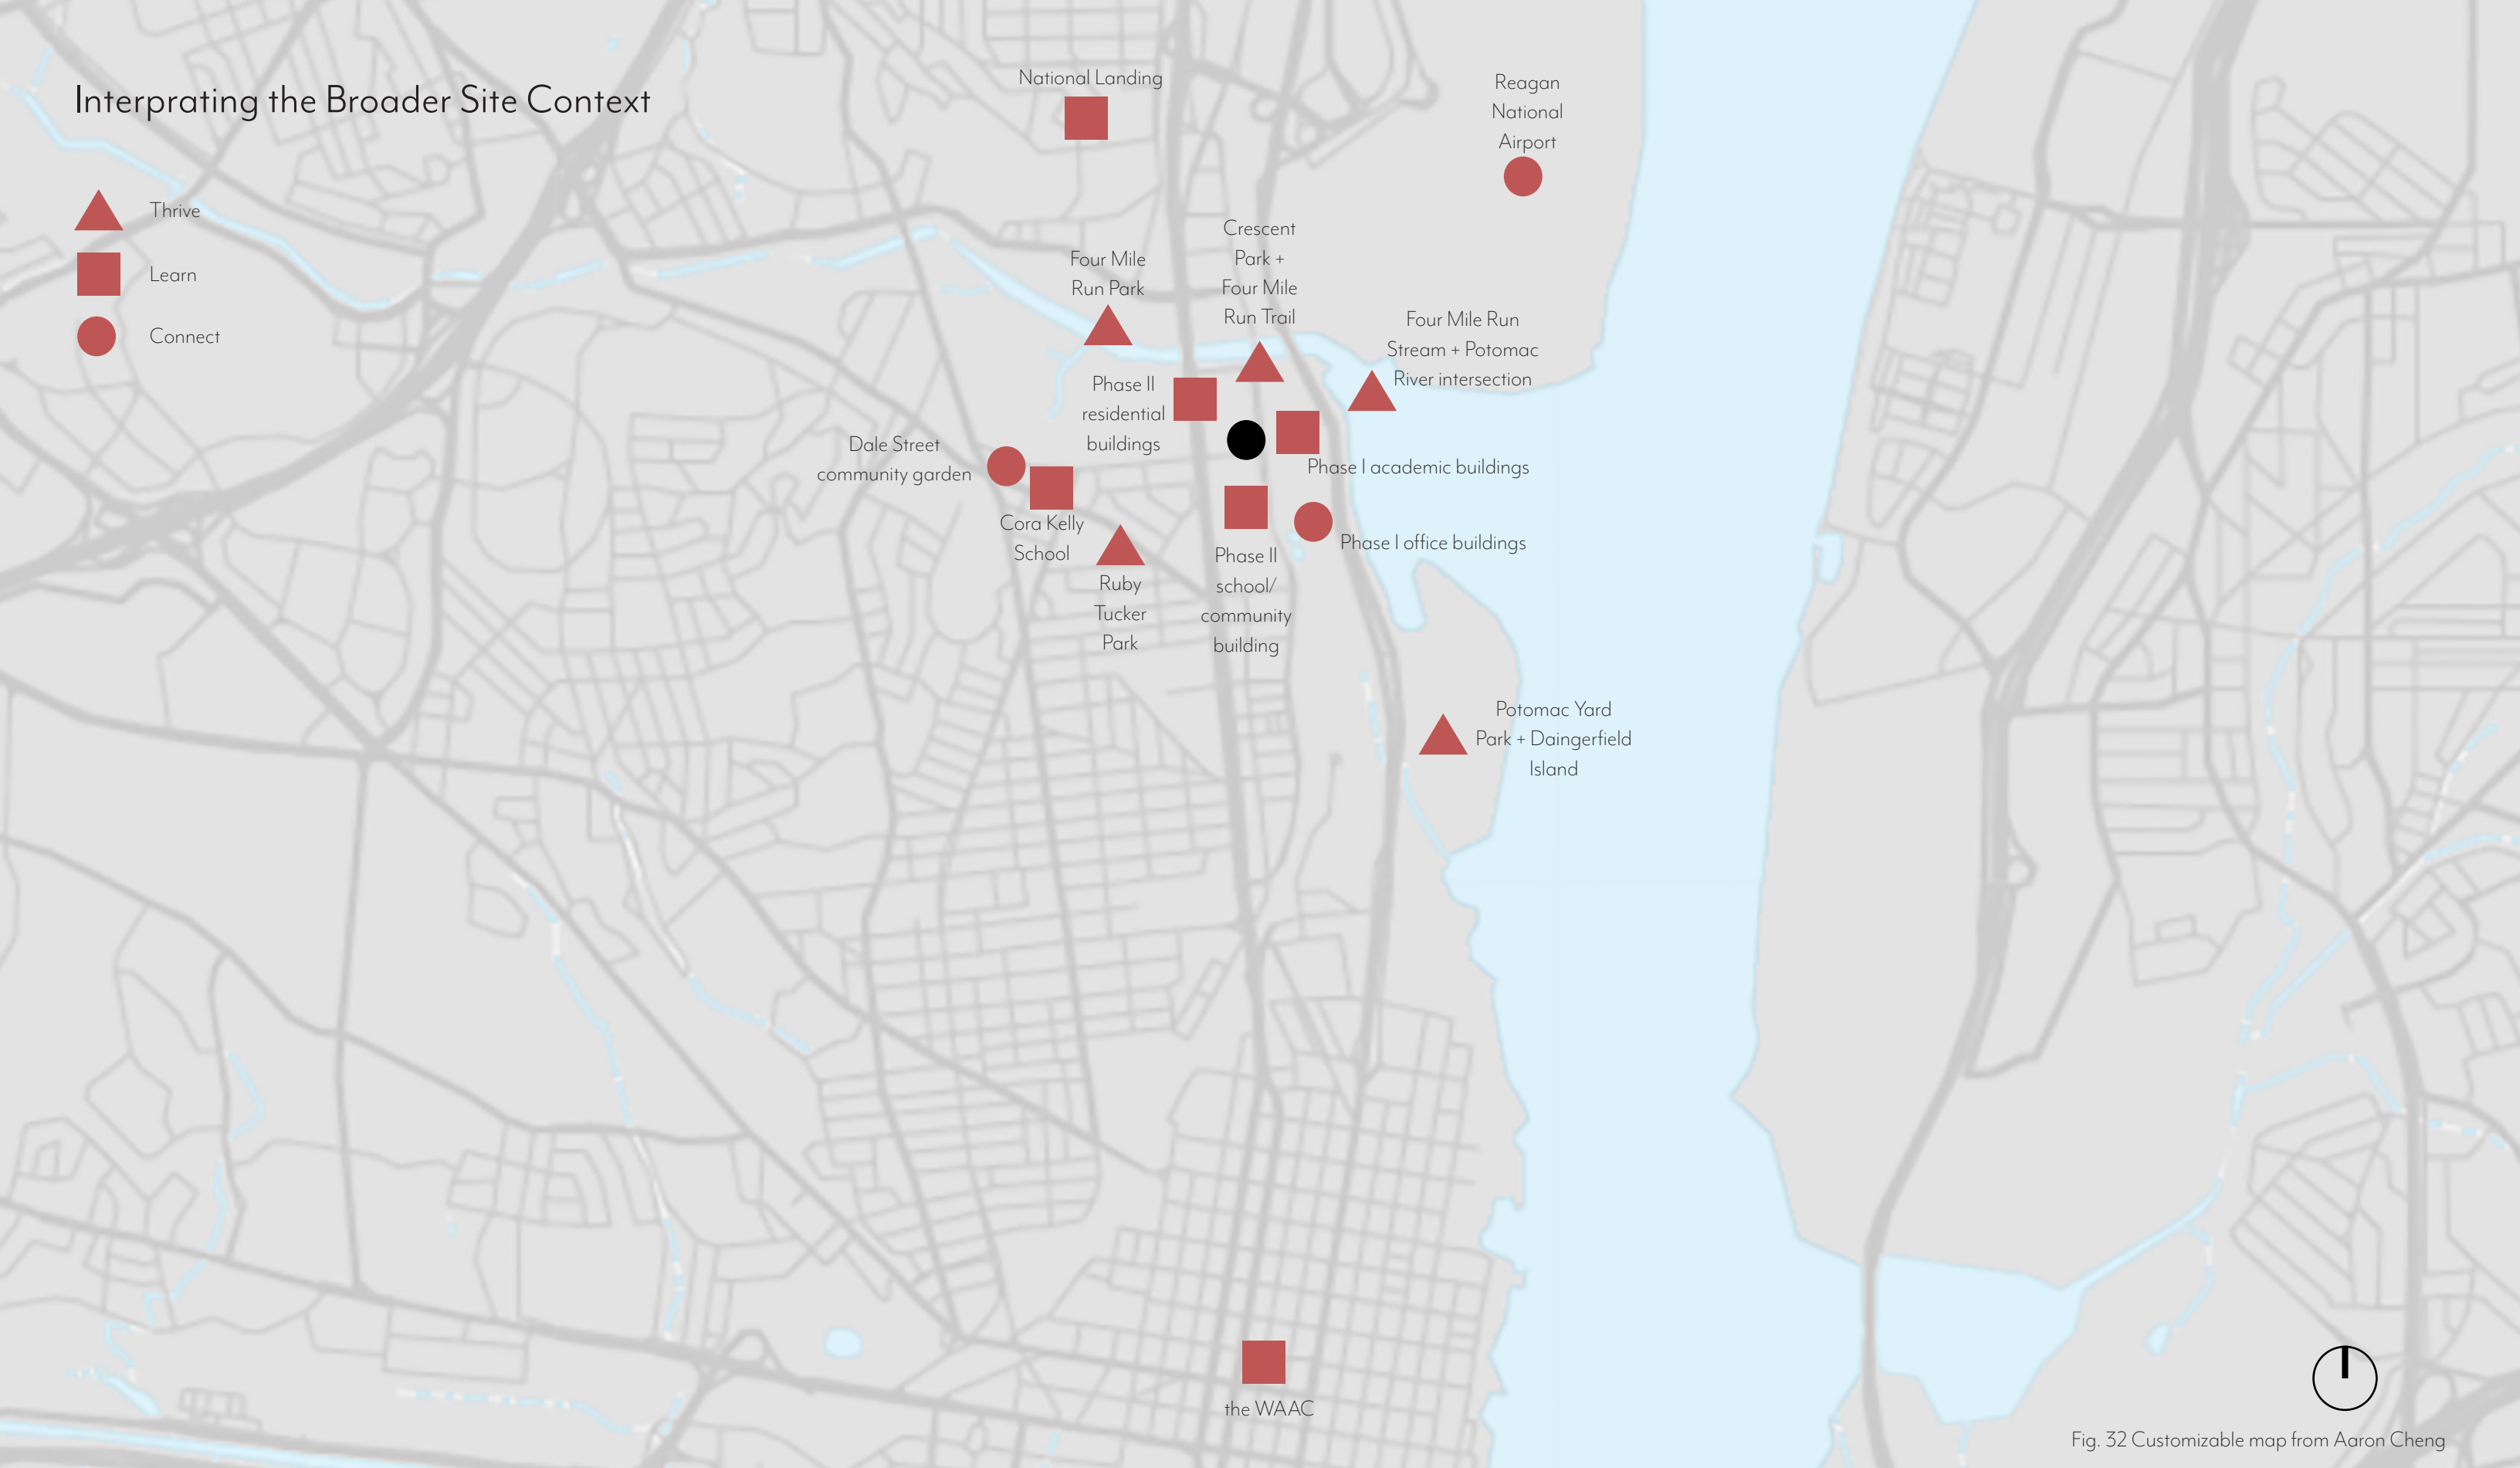 Interprating the Broader Site Context
Thrive
Learn
Connect
National Landing
Reagan
National
Airport
Crescent
Park +
Four Mile
Run Trail
Four Mile
Run Park
Four Mile Run
Stream + Potomac
River intersection
Phase II
residential
buildings
Dale Street
community garden
Phase I academic buildings
Cora Kelly
School
Phase I office buildings
Ruby
Tucker
Park
Phase II
school/
community
building
Potomac Yard
Park + Daingerfield
Island
the WAAC
Fig. 32 Customizable map from Aaron Cheng